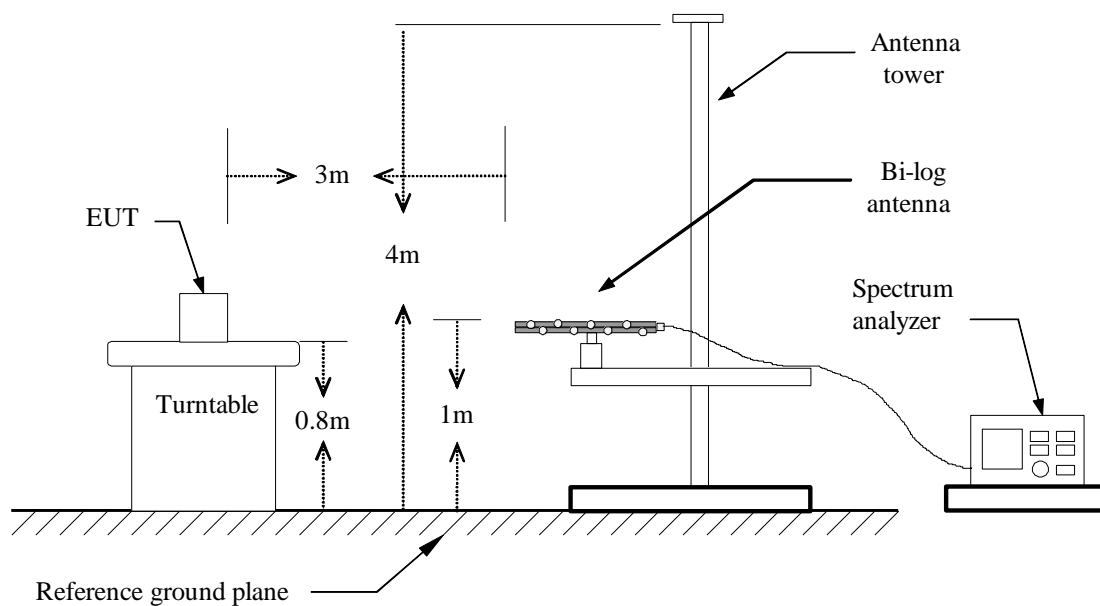 Antenna
tower
3m
Bi-log
antenna
EUT
4m
Spectrum
analyzer
Turntable
0.8m
1m
Reference ground plane